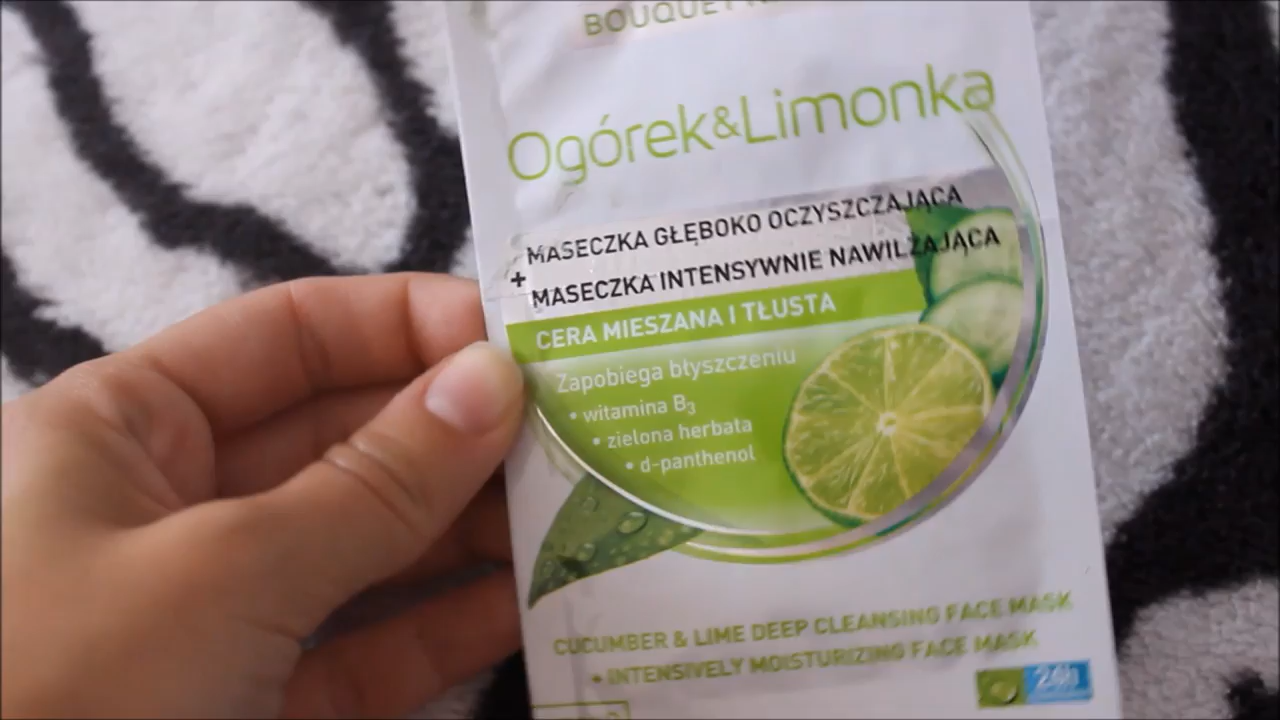 BOUQUET
Ogórek&Limonka
MASECZKA GŁĘBOKO OCZYSZCZAJĄCA
+
MASECZKA INTENSYWNIE NAWILŻAJĄCA
CERA MIESZANA I TŁUSTA
Zapobiega błyszczeniu
• witamina B₃
• zielona herbata
• d-panthenol
CUCUMBER & LIME DEEP CLEANSING FACE MASK
+ INTENSIVELY MOISTURIZING FACE MASK
24h